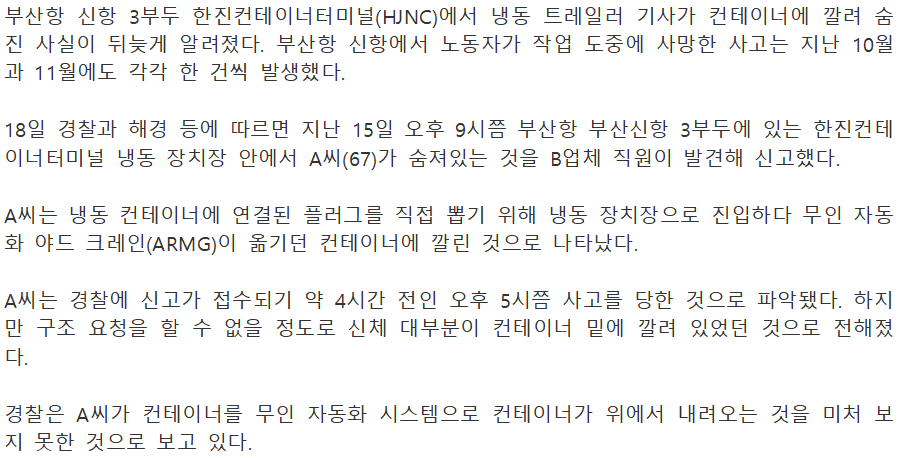 부산항 신항 3부두 한진컨테이너터미널(HJNC)에서 냉동 트레일러 기사가 컨테이너에 깔려 숨
진 사실이 뒤늦게 알려졌다. 부산항 신항에서 노동자가 작업 도중에 사망한 사고는 지난 10월
과 11월에도 각각 한 건씩 발생했다.
18일 경찰과 해경 등에 따르면 지난 15일 오후 9시쯤 부산항 부산신항 3부두에 있는 한진컨테
이너터미널 냉동 장치장 안에서 A씨(67)가 숨져있는 것을 B업체 직원이 발견해 신고했다.
A씨는 냉동 컨테이너에 연결된 플러그를 직접 뽑기 위해 냉동 장치장으로 진입하다 무인 자동
화 야드 크레인(ARMG)이 옮기던 컨테이너에 깔린 것으로 나타났다.
A씨는 경찰에 신고가 접수되기 약 4시간 전인 오후 5시쯤 사고를 당한 것으로 파악됐다. 하지
만 구조 요청을 할 수 없을 정도로 신체 대부분이 컨테이너 밑에 깔려 있었던 것으로 전해졌
다.
경찰은 A씨가 컨테이너를 무인 자동화 시스템으로 컨테이너가 위에서 내려오는 것을 미처 보
지 못한 것으로 보고 있다.